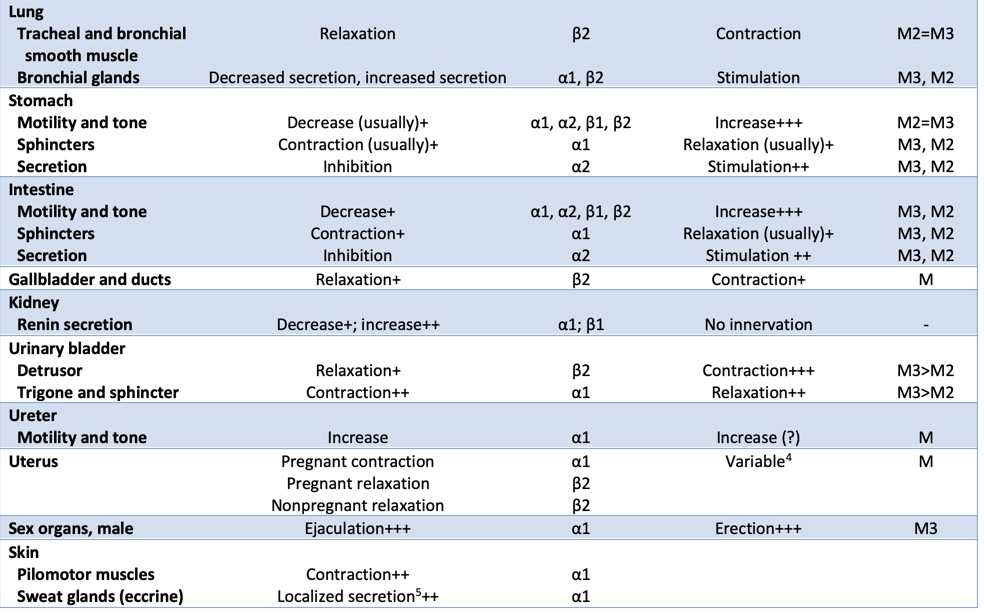 Lung
Tracheal and bronchial Relaxation β2 Contraction M2=M3
smooth muscle
Bronchial glands Decreased secretion, increased secretion α1, β2 Stimulation M3, M2
Stomach
Motility and tone Decrease (usually)+ α1, α2, β1, β2 Increase+++ M2=M3
Sphincters Contraction (usually)+ α1 Relaxation (usually)+ M3, M2
Secretion Inhibition α2 Stimulation++ M3, M2
Intestine
Motility and tone Decrease+ α1, α2, β1, β2 Increase+++ M3, M2
Sphincters Contraction+ α1 Relaxation (usually)+ M3, M2
Secretion Inhibition α2 Stimulation ++ M3, M2
Gallbladder and ducts Relaxation+ β2 Contraction+ M
Kidney
Renin secretion Decrease+; increase++ α1; β1 No innervation -
Urinary bladder
Detrusor Relaxation+ β2 Contraction+++ M3>M2
Trigone and sphincter Contraction++ α1 Relaxation++ M3>M2
Ureter
Motility and tone Increase α1 Increase (?) M
Uterus Pregnant contraction α1 Variable⁴ M
Pregnant relaxation β2
Nonpregnant relaxation β2
Sex organs, male Ejaculation+++ α1 Erection+++ M3
Skin
Pilomotor muscles Contraction++ α1
Sweat glands (eccrine) Localized secretion⁵++ α1